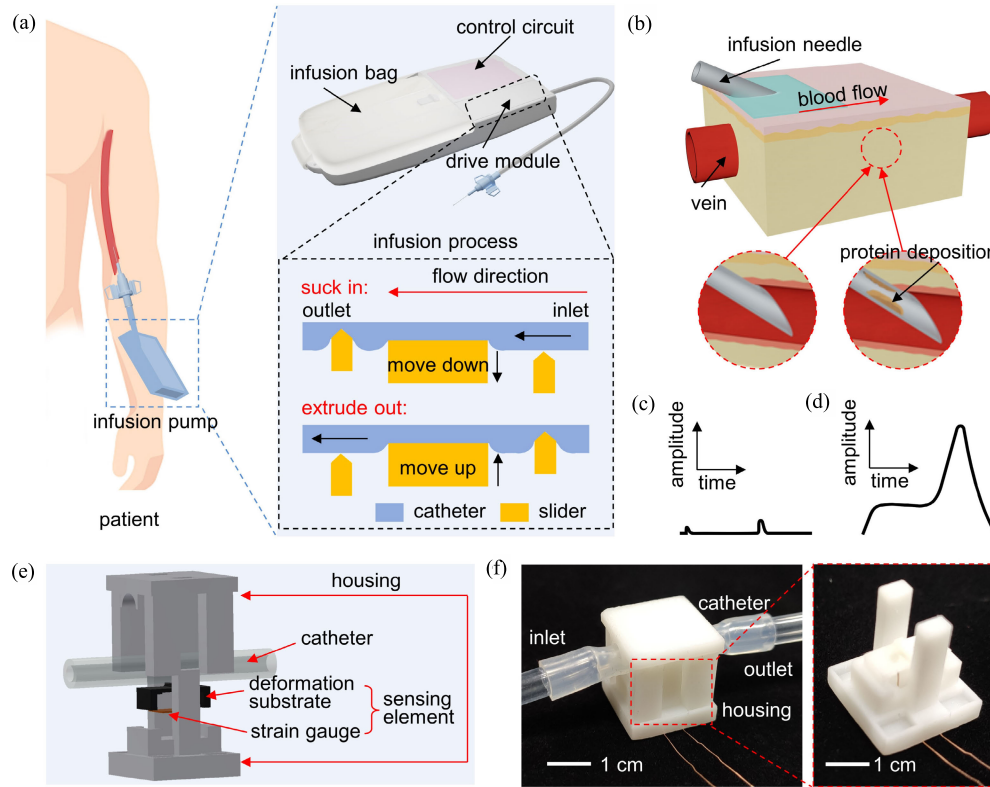 (a)
control circuit
infusion bag
drive module
infusion process
suck in:
flow direction
outlet
inlet
move down
extrude out:
move up
catheter
slider
infusion pump
patient
(b)
infusion needle
blood flow
vein
protein deposition
(c)
amplitude
time
(d)
amplitude
time
(e)
housing
catheter
deformation
substrate
strain gauge
sensing
element
(f)
catheter
inlet
outlet
housing
1 cm
1 cm